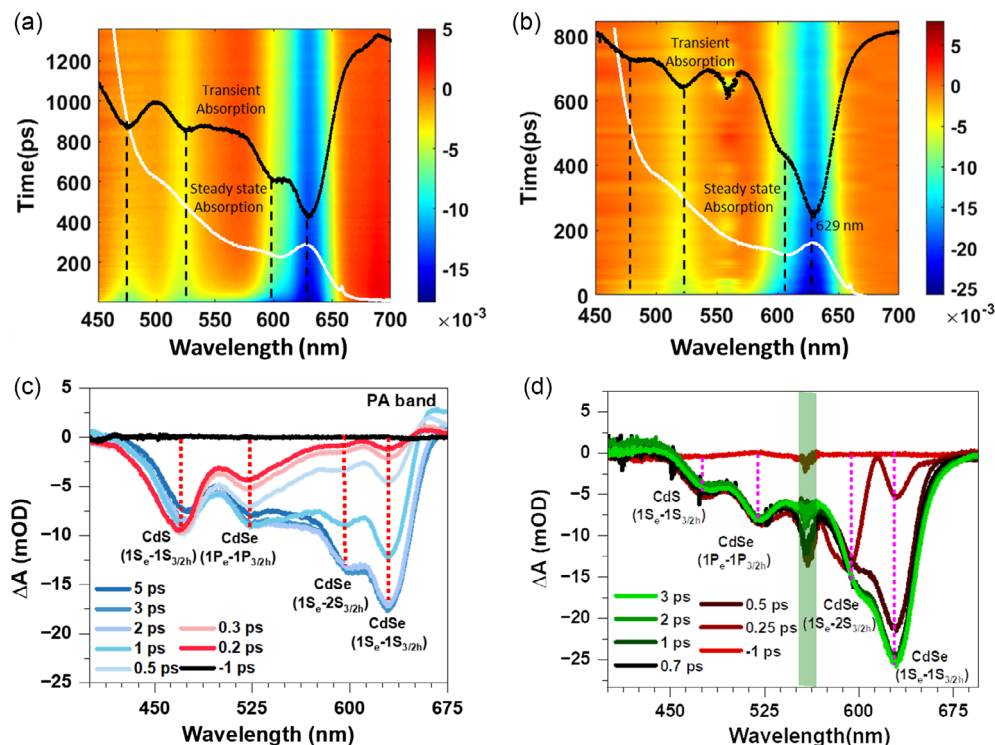 (a)
Time(ps)
1200
1000
800
600
400
200
Transient
Absorption
Steady state
Absorption
450 500 550 600 650 700
Wavelength (nm)
5
0
-5
-10
-15
×10⁻³
(b)
Time(ps)
800
600
400
200
0
Transient
Absorption
Steady state
Absorption
629 nm
450 500 550 600 650 700
Wavelength (nm)
5
0
-5
-10
-15
-20
-25
×10⁻³
(c)
ΔA (mOD)
5
0
−5
−10
−15
−20
−25
PA band
CdS
(1Sₑ-1S₃/₂ₕ)
CdSe
(1Pₑ-1P₃/₂ₕ)
CdSe
(1Sₑ-2S₃/₂ₕ)
CdSe
(1Sₑ-1S₃/₂ₕ)
5 ps
3 ps
2 ps
1 ps
0.5 ps
0.3 ps
0.2 ps
-1 ps
450 525 600 675
Wavelength (nm)
(d)
ΔA (mOD)
5
0
−5
−10
−15
−20
−25
CdS
(1Sₑ-1S₃/₂ₕ)
CdSe
(1Pₑ-1P₃/₂ₕ)
CdSe
(1Sₑ-2S₃/₂ₕ)
CdSe
(1Sₑ-1S₃/₂ₕ)
3 ps
2 ps
1 ps
0.7 ps
0.5 ps
0.25 ps
-1 ps
450 525 600 675
Wavelength (nm)